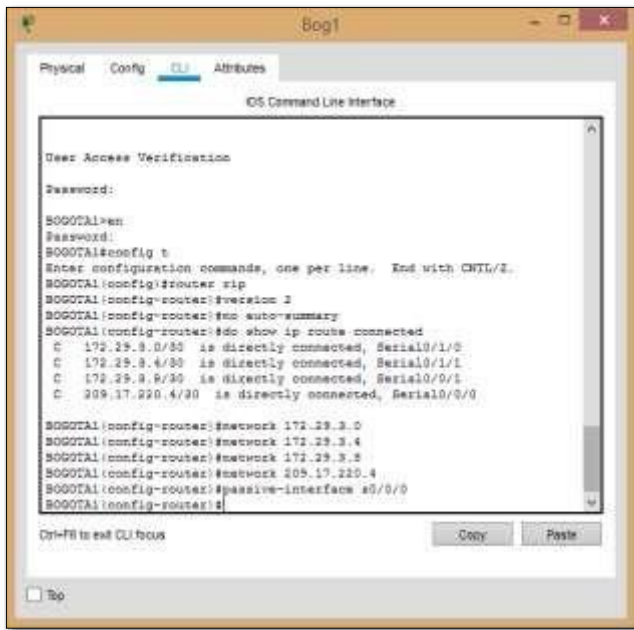 Bog1
Physical Config CLI Attributes
IOS Command Line Interface
User Access Verification
Password:
BOGOTA1>en
Password:
BOGOTA1#config t
Enter configuration commands, one per line. End with CNTL/Z.
BOGOTA1(config)#router rip
BOGOTA1(config-router)#version 2
BOGOTA1(config-router)#no auto-summary
BOGOTA1(config-router)#do show ip route connected
C 172.29.3.0/30 is directly connected, Serial0/1/0
C 172.29.3.4/30 is directly connected, Serial0/1/1
C 172.29.3.8/30 is directly connected, Serial0/0/1
C 209.17.220.4/30 is directly connected, Serial0/0/0
BOGOTA1(config-router)#network 172.29.3.0
BOGOTA1(config-router)#network 172.29.3.4
BOGOTA1(config-router)#network 172.29.3.8
BOGOTA1(config-router)#network 209.17.220.4
BOGOTA1(config-router)#passive-interface s0/0/0
BOGOTA1(config-router)#
Ctrl+F6 to exit CLI focus
Copy Paste
Top